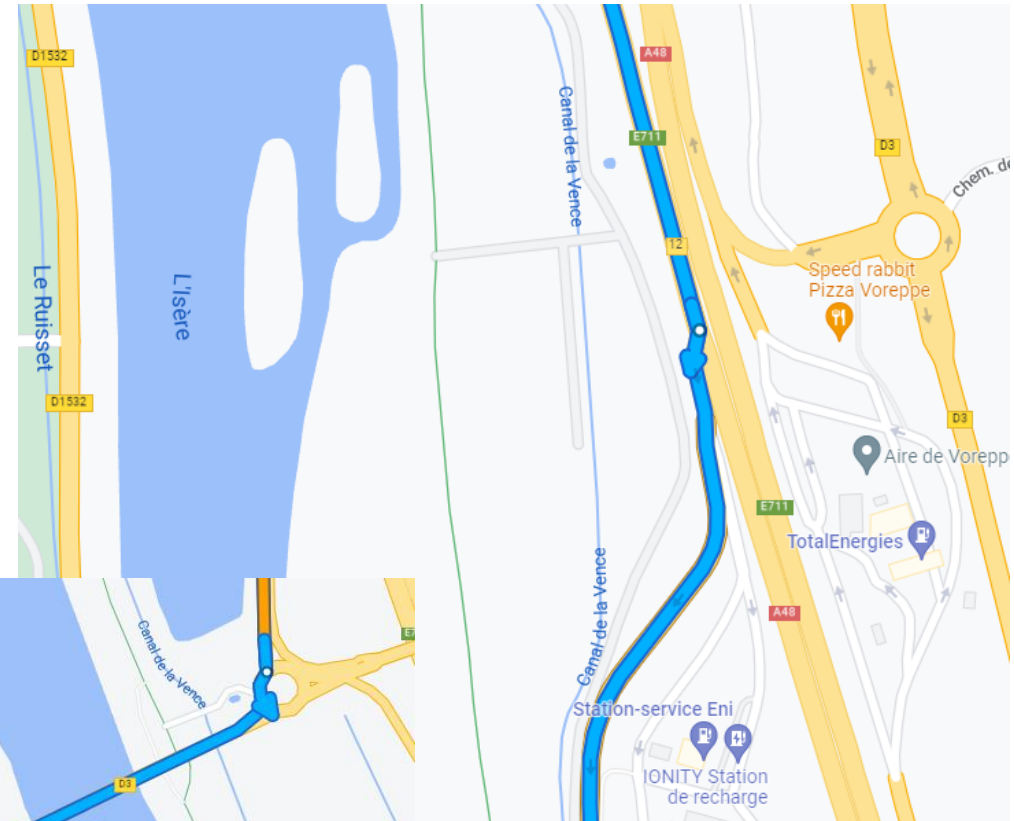 D1532
A48
Canal de la Vence
E711
D3
Chem. de
12
Speed rabbit
Pizza Voreppe
Le Ruisset
L'Isère
D1532
D3
Aire de Vorepp
E711
TotalEnergies
Canal de la Vence
A48
Canal de la Vence
E7
Station-service Eni
IONITY Station
de recharge
D3